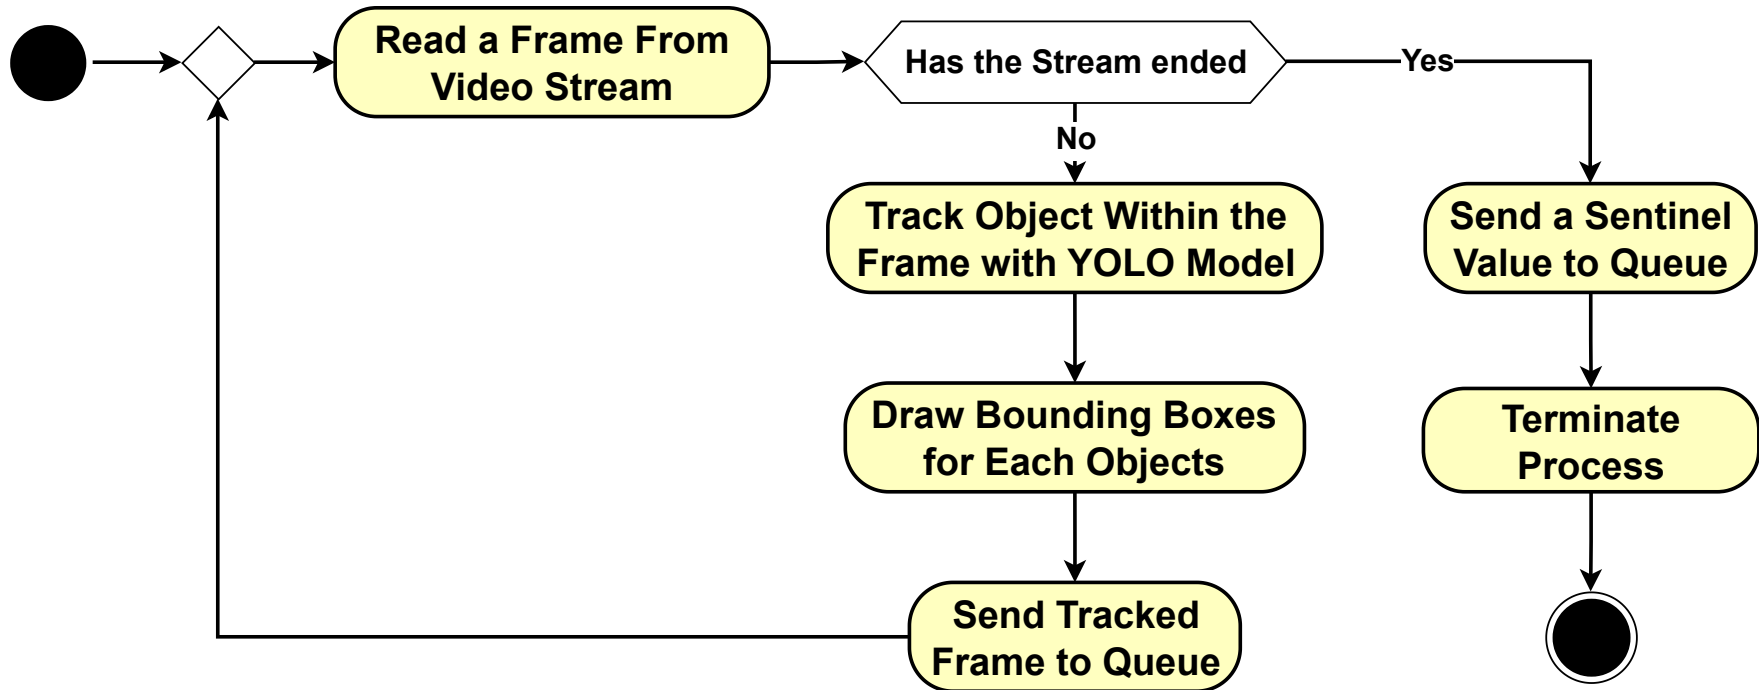 Read a Frame From
Video Stream
Has the Stream ended
Yes
No
Track Object Within the
Frame with YOLO Model
Send a Sentinel
Value to Queue
Draw Bounding Boxes
for Each Objects
Terminate
Process
Send Tracked
Frame to Queue